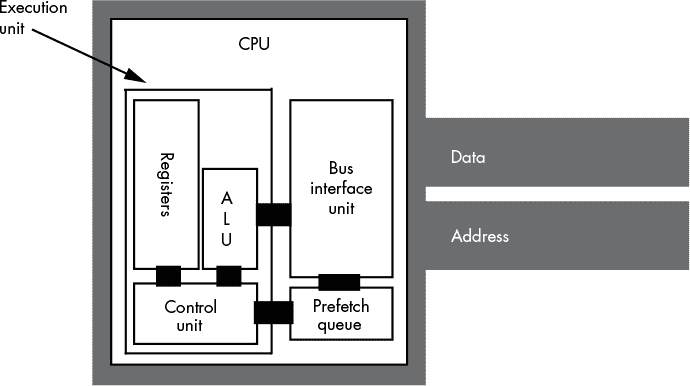 Execution
unit
CPU
Registers
A
L
U
Bus
interface
unit
Control
unit
Prefetch
queue
Data
Address